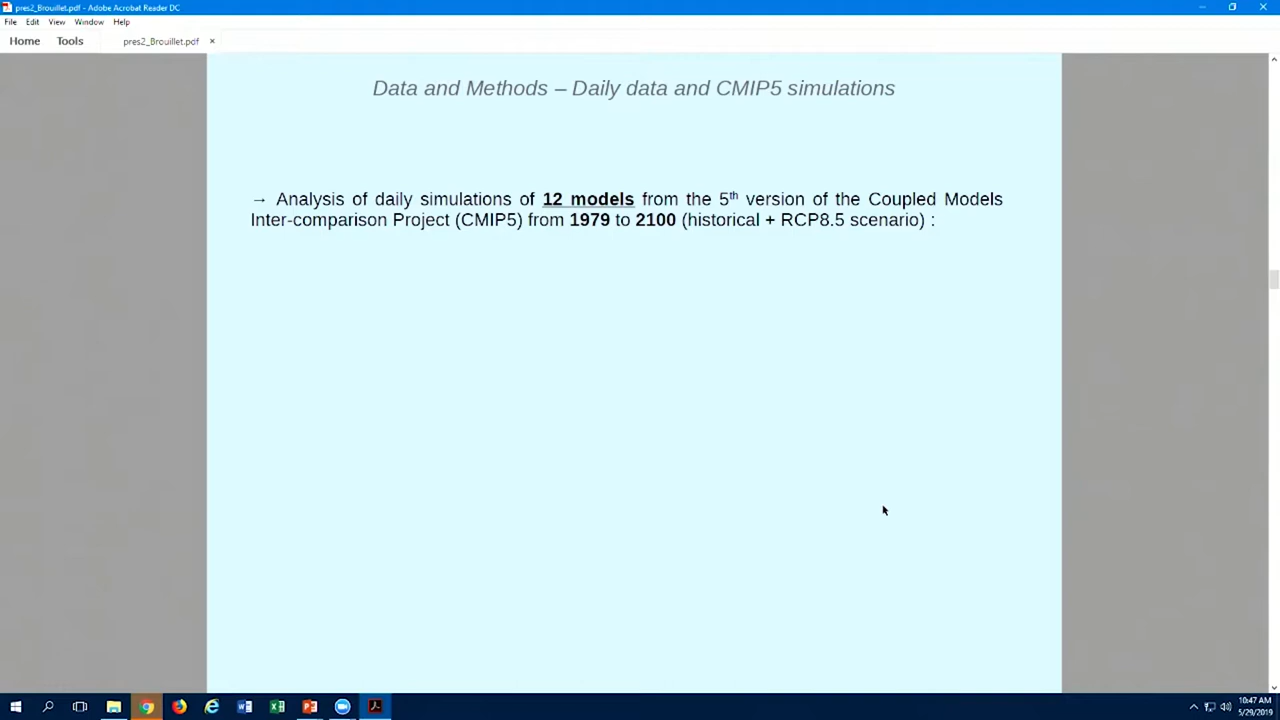 pres2_Brouillet.pdf - Adobe Acrobat Reader DC
File Edit View Window Help
Home Tools pres2_Brouillet.pdf ×
Data and Methods – Daily data and CMIP5 simulations
→ Analysis of daily simulations of 12 models from the 5th version of the Coupled Models
Inter-comparison Project (CMIP5) from 1979 to 2100 (historical + RCP8.5 scenario) :
10:47 AM
5/29/2019